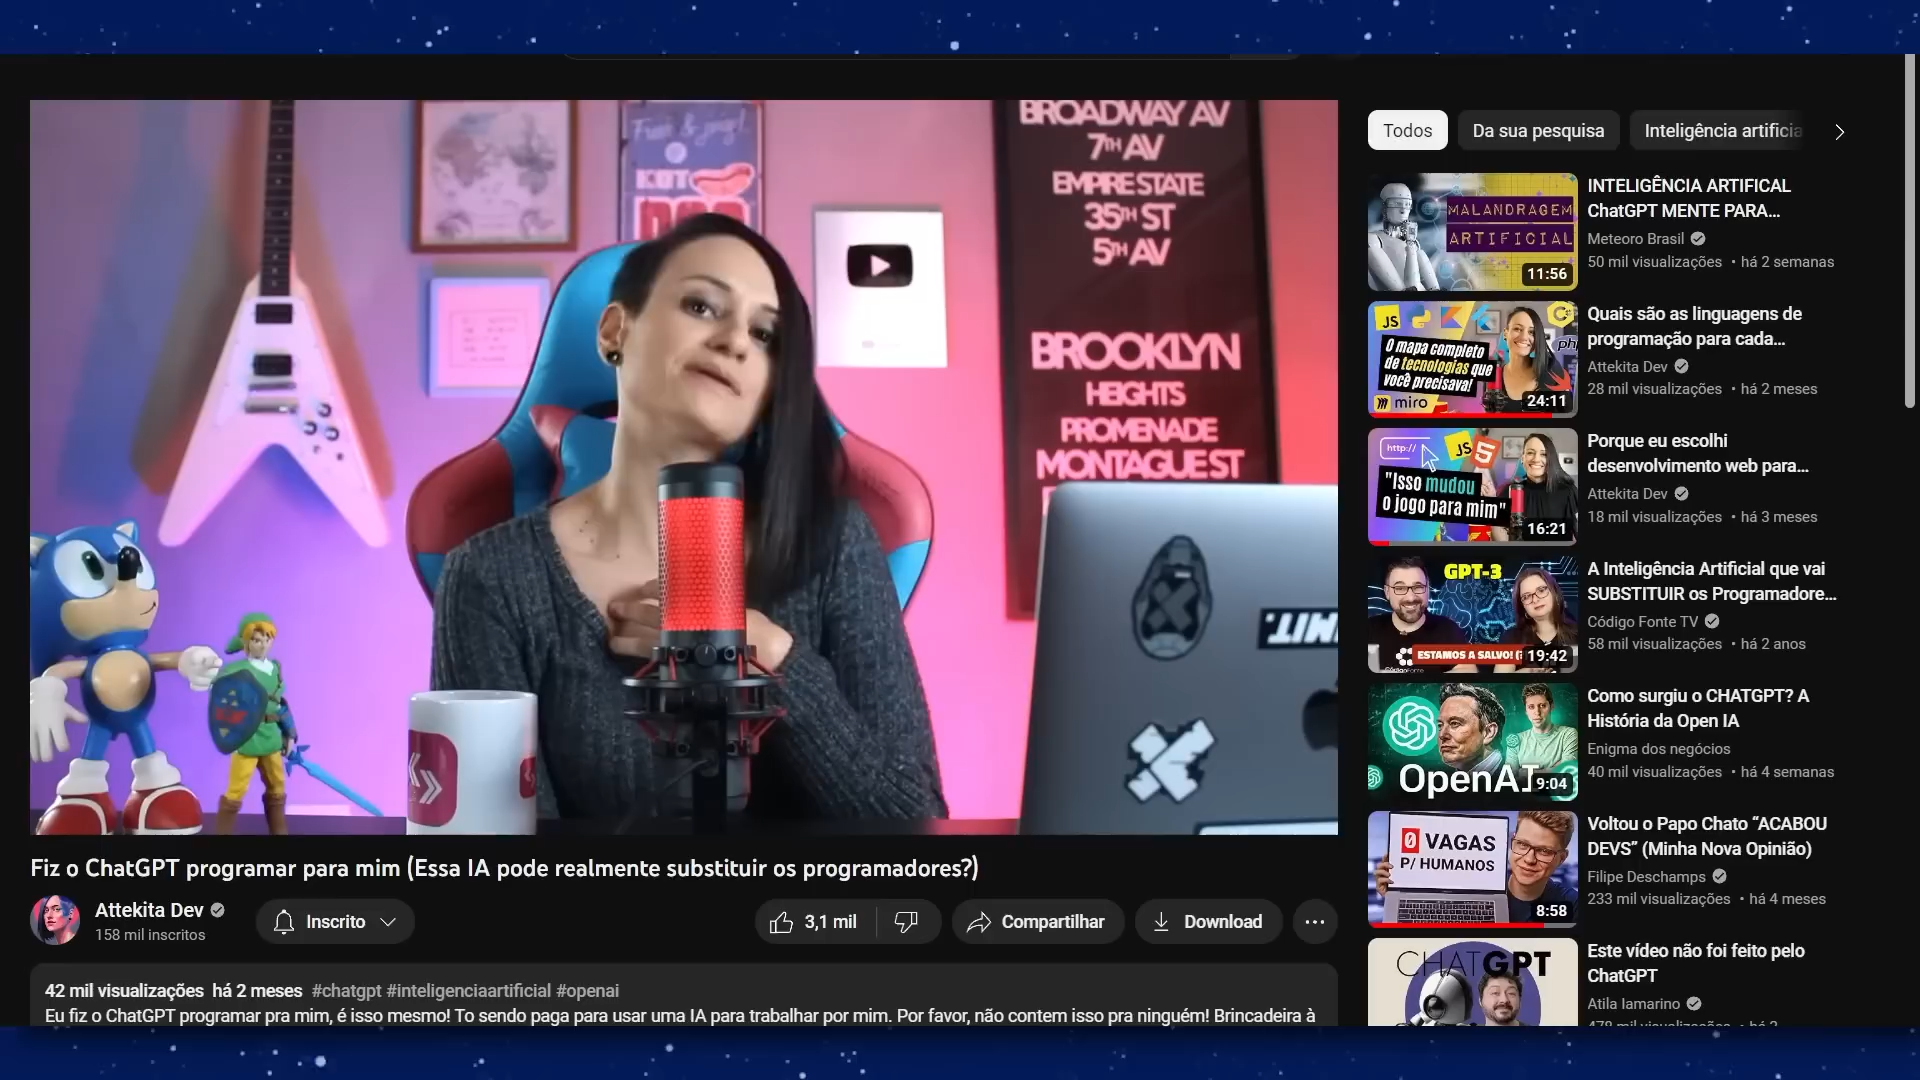 BROADWAY AV
7TH AV
EMPIRE STATE
35TH ST
5TH AV
BROOKLYN
HEIGHTS
PROMENADE
MONTAGUE ST
Fiz o ChatGPT programar para mim (Essa IA pode realmente substituir os programadores?)
Attekita Dev
158 mil inscritos
Inscrito
3,1 mil
Compartilhar
Download
42 mil visualizações há 2 meses #chatgpt #inteligenciaartificial #openai
Eu fiz o ChatGPT programar pra mim, é isso mesmo! To sendo paga para usar uma IA para trabalhar por mim. Por favor, não contem isso pra ninguém! Brincadeira à
Todos
Da sua pesquisa
Inteligência artificia
MALANDRAGEM
ARTIFICIAL
11:56
INTELIGÊNCIA ARTIFICAL
ChatGPT MENTE PARA...
Meteoro Brasil
50 mil visualizações • há 2 semanas
JS
php
O mapa completo
de tecnologias que
você precisava!
miro
24:11
Quais são as linguagens de
programação para cada...
Attekita Dev
28 mil visualizações • há 2 meses
http://
JS
5
"Isso mudou
o jogo para mim"
16:21
Porque eu escolhi
desenvolvimento web para...
Attekita Dev
18 mil visualizações • há 3 meses
GPT-3
ESTAMOS A SALVO!
19:42
A Inteligência Artificial que vai
SUBSTITUIR os Programadore...
Código Fonte TV
58 mil visualizações • há 2 anos
OpenAI
9:04
Como surgiu o CHATGPT? A
História da Open IA
Enigma dos negócios
40 mil visualizações • há 4 semanas
0 VAGAS
P/ HUMANOS
8:58
Voltou o Papo Chato “ACABOU
DEVS” (Minha Nova Opinião)
Filipe Deschamps
233 mil visualizações • há 4 meses
CHATGPT
Este vídeo não foi feito pelo
ChatGPT
Atila Iamarino